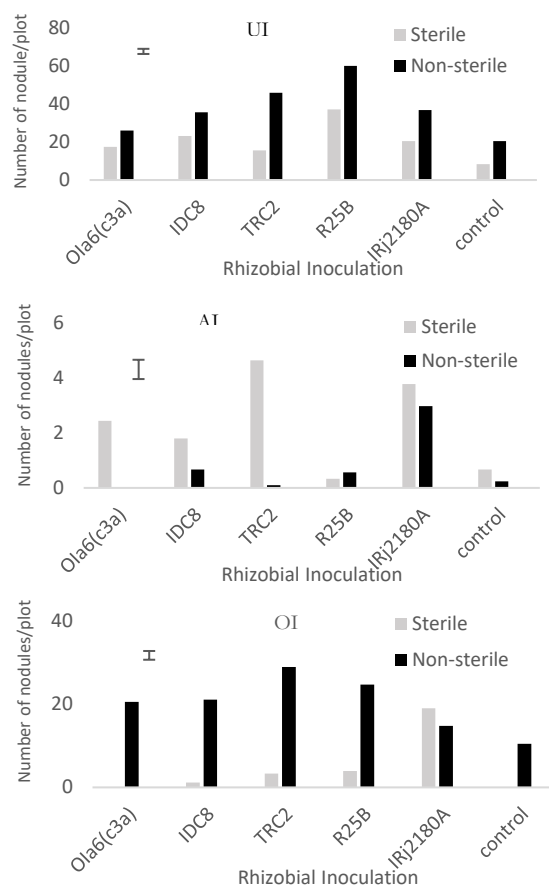 UI
Number of nodule/plot
80
60
40
20
0
Sterile
Non-sterile
Ola6(c3a)
IDC8
TRC2
R25B
IRj2180A
control
Rhizobial Inoculation
AI
Number of nodules/plot
6
4
2
0
Sterile
Non-sterile
Ola6(c3a)
IDC8
TRC2
R25B
IRj2180A
control
Rhizobial Inoculation
OI
Number of nodules/plot
40
20
0
Sterile
Non-sterile
Ola6(c3a)
IDC8
TRC2
R25B
IRj2180A
control
Rhizobial Inoculation